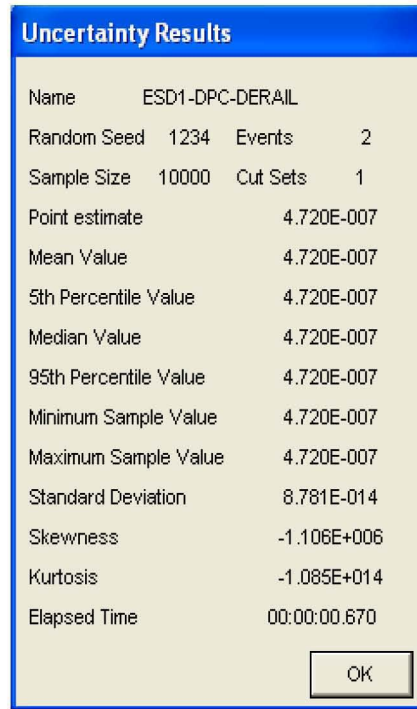 Uncertainty Results
Name ESD1-DPC-DERAIL
Random Seed 1234 Events 2
Sample Size 10000 Cut Sets 1
Point estimate 4.720E-007
Mean Value 4.720E-007
5th Percentile Value 4.720E-007
Median Value 4.720E-007
95th Percentile Value 4.720E-007
Minimum Sample Value 4.720E-007
Maximum Sample Value 4.720E-007
Standard Deviation 8.781E-014
Skewness -1.106E+006
Kurtosis -1.085E+014
Elapsed Time 00:00:00.670
OK